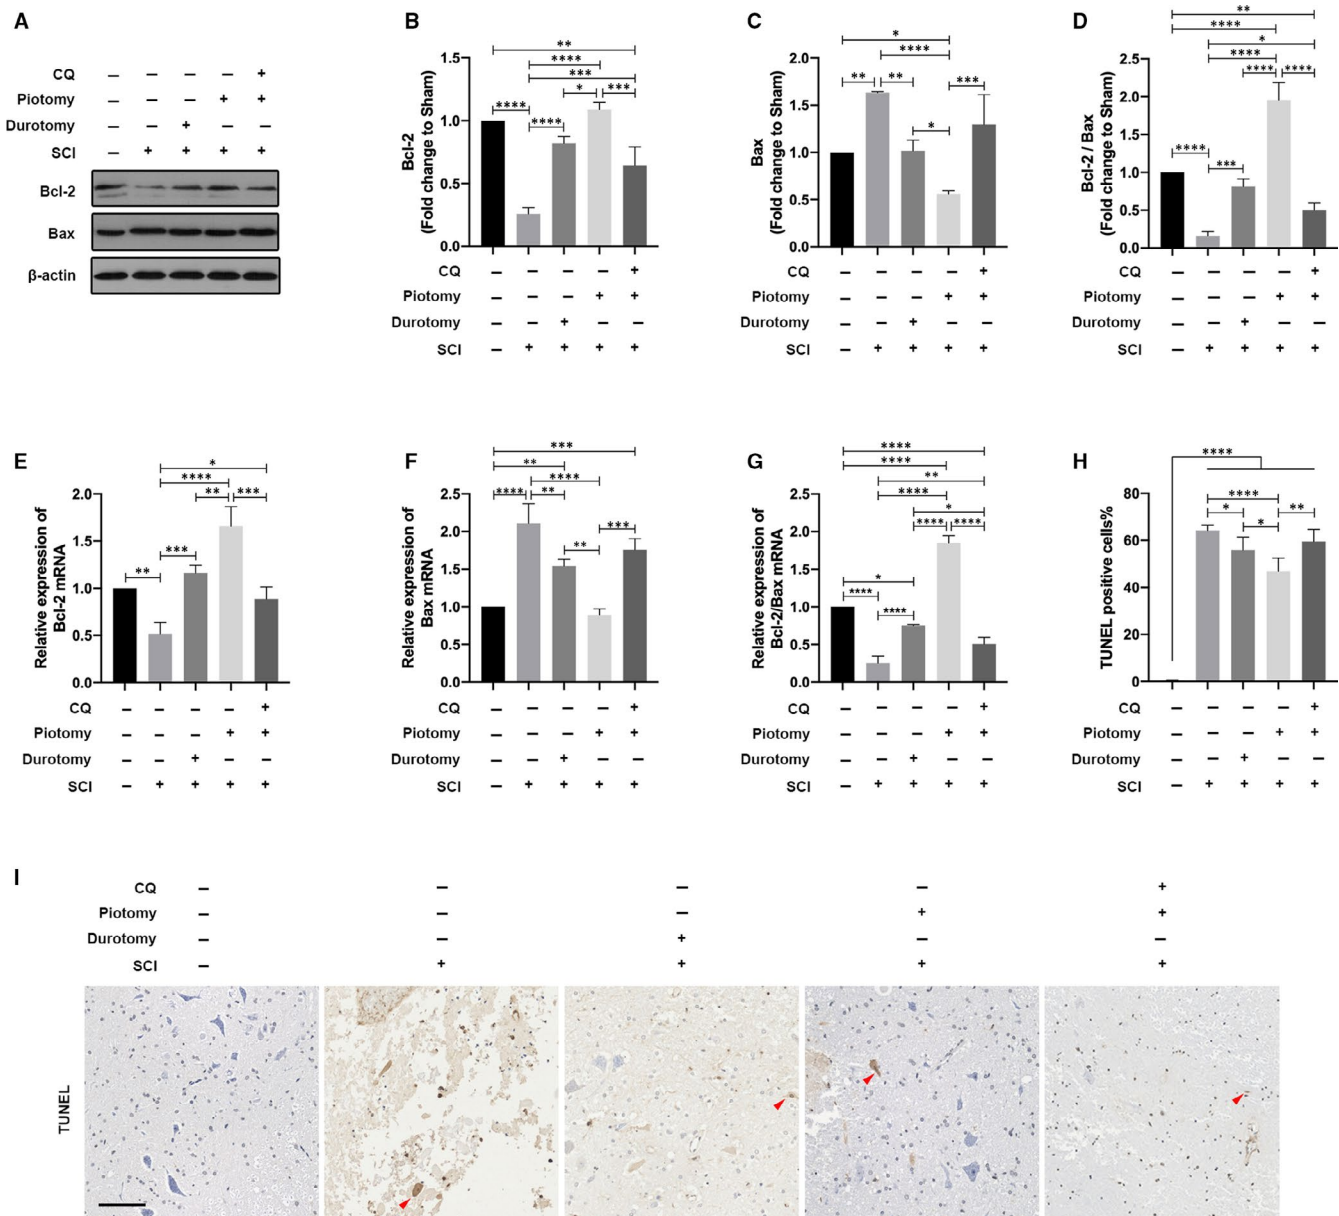 A
CQ – – – – +
Piotomy – – – + +
Durotomy – – + – –
SCI – + + + +
Bcl-2
Bax
β-actin
B
**
****
***
* ***
**** ****
Bcl-2
(Fold change to Sham)
1.5
1.0
0.5
0.0
CQ – – – – +
Piotomy – – – + +
Durotomy – – + – –
SCI – + + + +
C
*
****
** ** ***
*
Bax
(Fold change to Sham)
2.0
1.5
1.0
0.5
0.0
CQ – – – – +
Piotomy – – – + +
Durotomy – – + – –
SCI – + + + +
D
**
****
*
****
**** ****
****
***
Bcl-2 / Bax
(Fold change to Sham)
2.5
2.0
1.5
1.0
0.5
0.0
CQ – – – – +
Piotomy – – – + +
Durotomy – – + – –
SCI – + + + +
E
*
****
** ***
***
**
Relative expression of
Bcl-2 mRNA
2.0
1.5
1.0
0.5
0.0
CQ – – – – +
Piotomy – – – + +
Durotomy – – + – –
SCI – + + + +
F
***
**
****
**** **
***
**
Relative expression of
Bax mRNA
2.5
2.0
1.5
1.0
0.5
0.0
CQ – – – – +
Piotomy – – – + +
Durotomy – – + – –
SCI – + + + +
G
****
****
**
****
*
**** ****
*
****
****
Relative expression of
Bcl-2/Bax mRNA
2.5
2.0
1.5
1.0
0.5
0.0
CQ – – – – +
Piotomy – – – + +
Durotomy – – + – –
SCI – + + + +
H
****
****
* **
*
TUNEL positive cells%
80
60
40
20
0
CQ – – – – +
Piotomy – – – + +
Durotomy – – + – –
SCI – + + + +
I
CQ – – – – +
Piotomy – – – + +
Durotomy – – + – –
SCI – + + + +
TUNEL